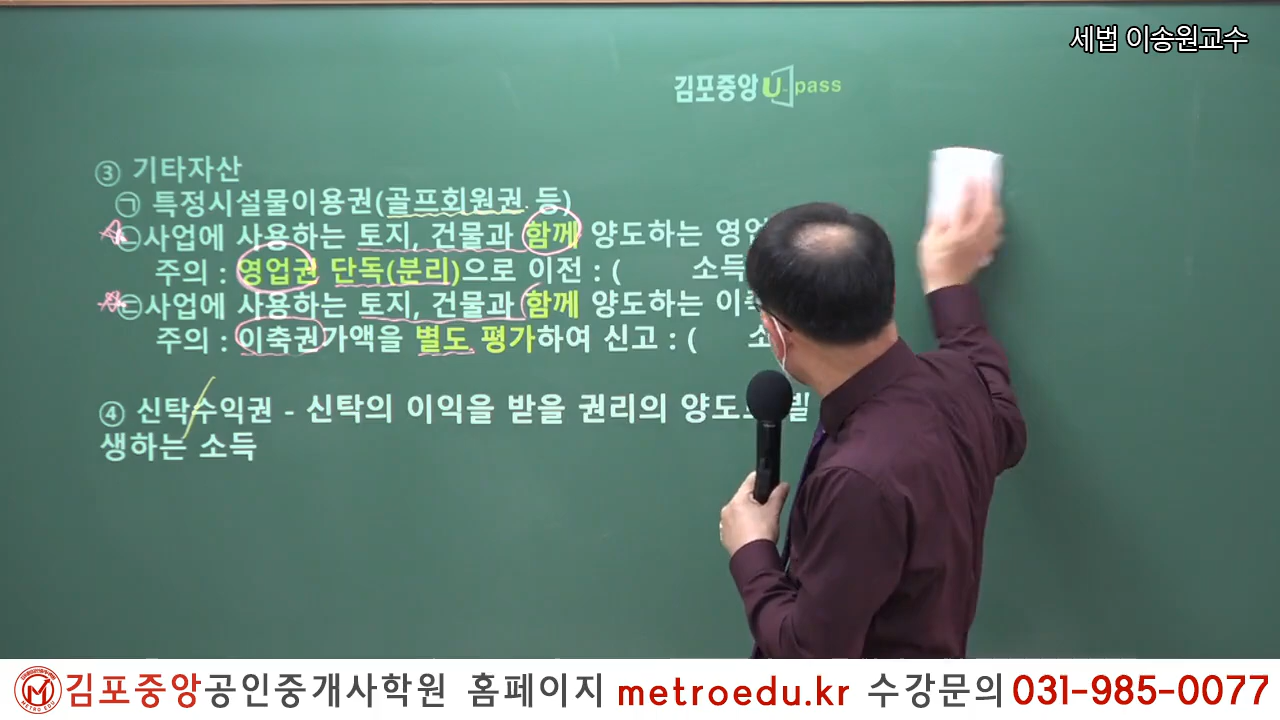 세법 이송원교수
김포중앙 U-pass
③ 기타자산
㉠ 특정시설물이용권(골프회원권 등)
㉡사업에 사용하는 토지, 건물과 함께 양도하는
주의 : 영업권 단독(분리)으로 이전 : ( 소득
㉢사업에 사용하는 토지, 건물과 함께 양도하는
주의 : 이축권가액을 별도 평가하여 신고 : (
④ 신탁수익권 - 신탁의 이익을 받을 권리의
생하는 소득
METRO EDU 김포중앙공인중개사학원 홈페이지 metroedu.kr 수강문의 031-985-0077